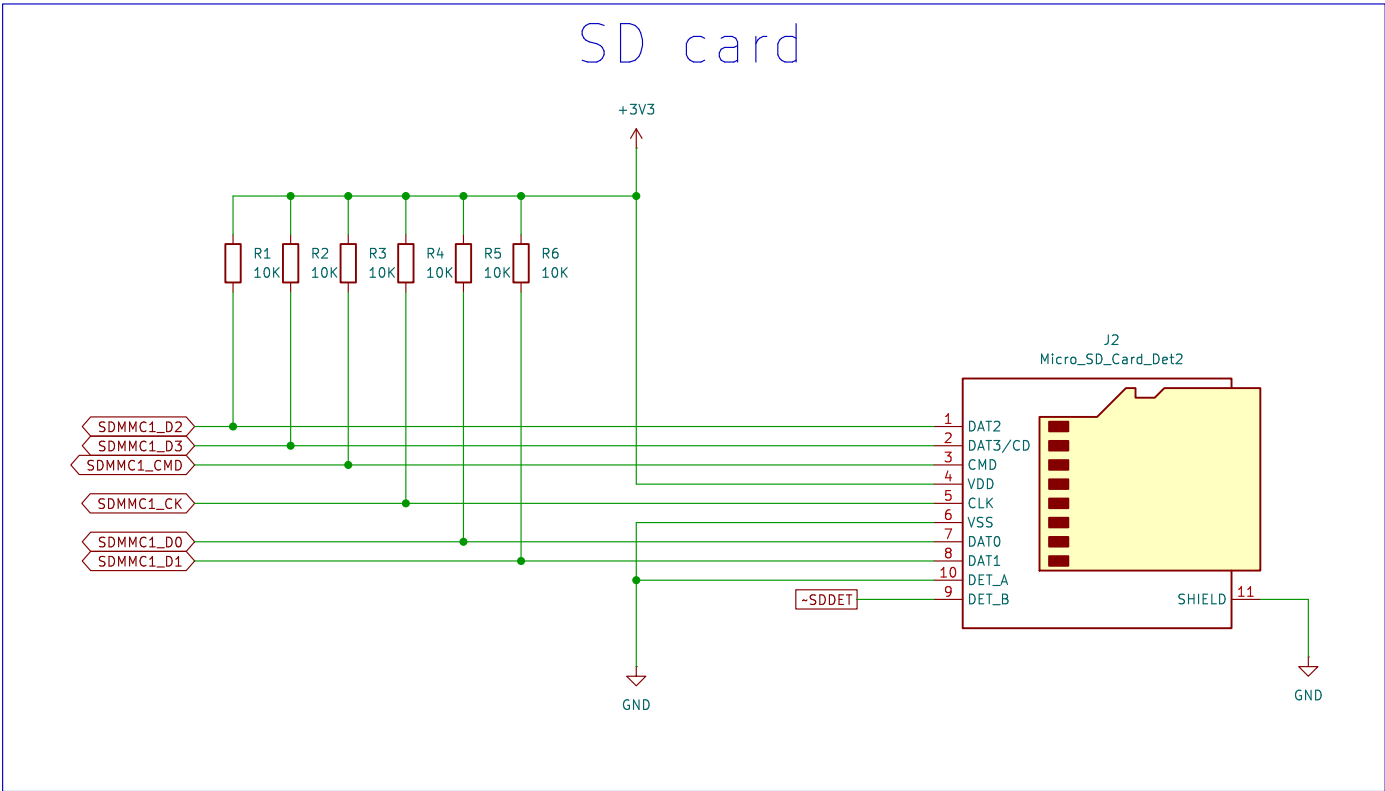 SD card
+3V3
R1
10K
R2
10K
R3
10K
R4
10K
R5
10K
R6
10K
J2
Micro_SD_Card_Det2
SDMMC1_D2
SDMMC1_D3
SDMMC1_CMD
SDMMC1_CK
SDMMC1_D0
SDMMC1_D1
1 DAT2
2 DAT3/CD
3 CMD
4 VDD
5 CLK
6 VSS
7 DAT0
8 DAT1
10 DET_A
~SDDET 9 DET_B
SHIELD 11
GND
GND